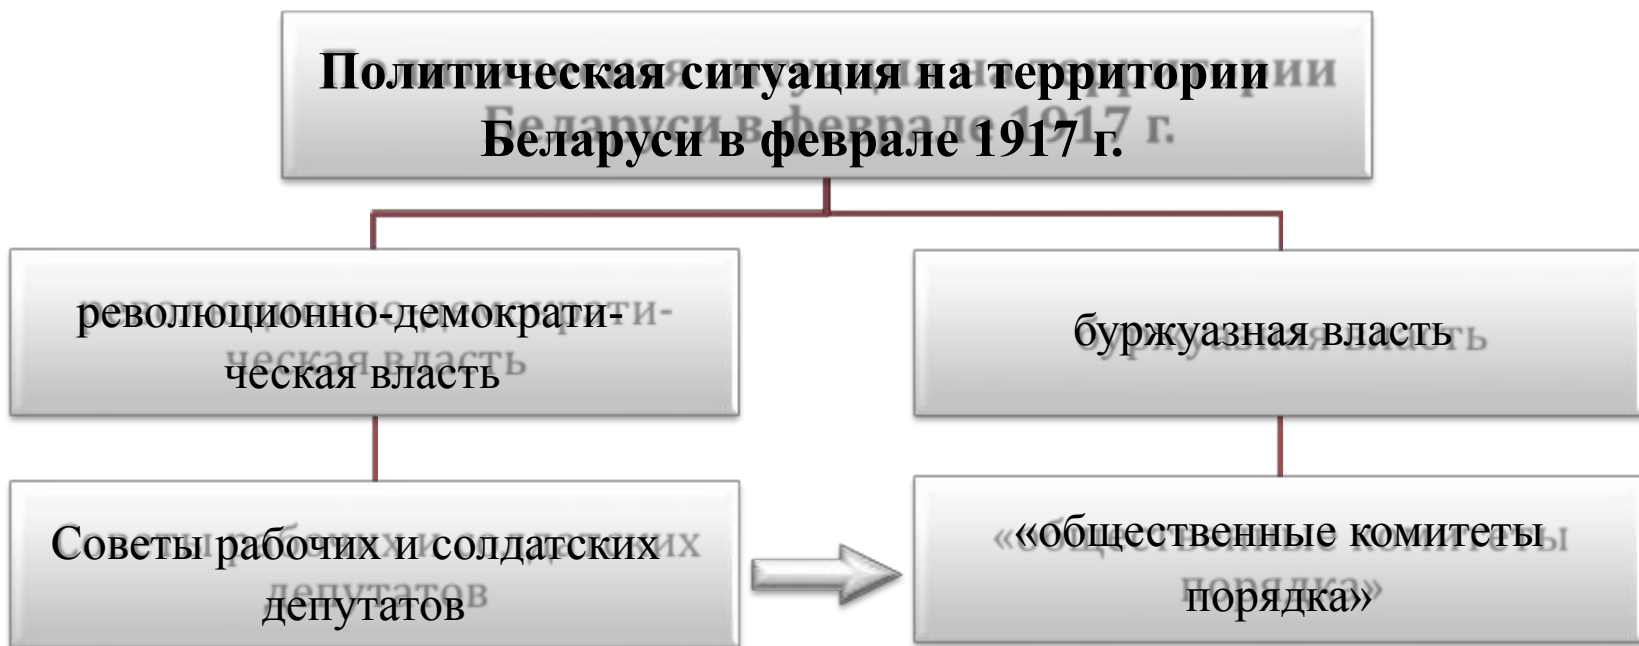 Политическая ситуация на территории
Беларуси в феврале 1917 г.
революционно-демократи-
ческая власть
буржуазная власть
Советы рабочих и солдатских
депутатов
«общественные комитеты
порядка»